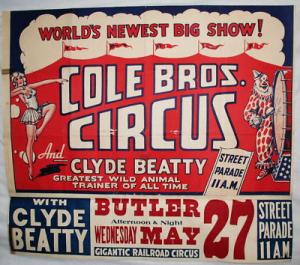 WORLD'S NEWEST BIG SHOW!
COLE BROS.
CIRCUS
And
CLYDE BEATTY
GREATEST WILD ANIMAL
TRAINER OF ALL TIME
STREET
PARADE
11 A.M.
WITH
CLYDE
BEATTY
BUTLER
Afternoon & Night
WEDNESDAY MAY 27
GIGANTIC RAILROAD CIRCUS
STREET
PARADE
11 A.M.